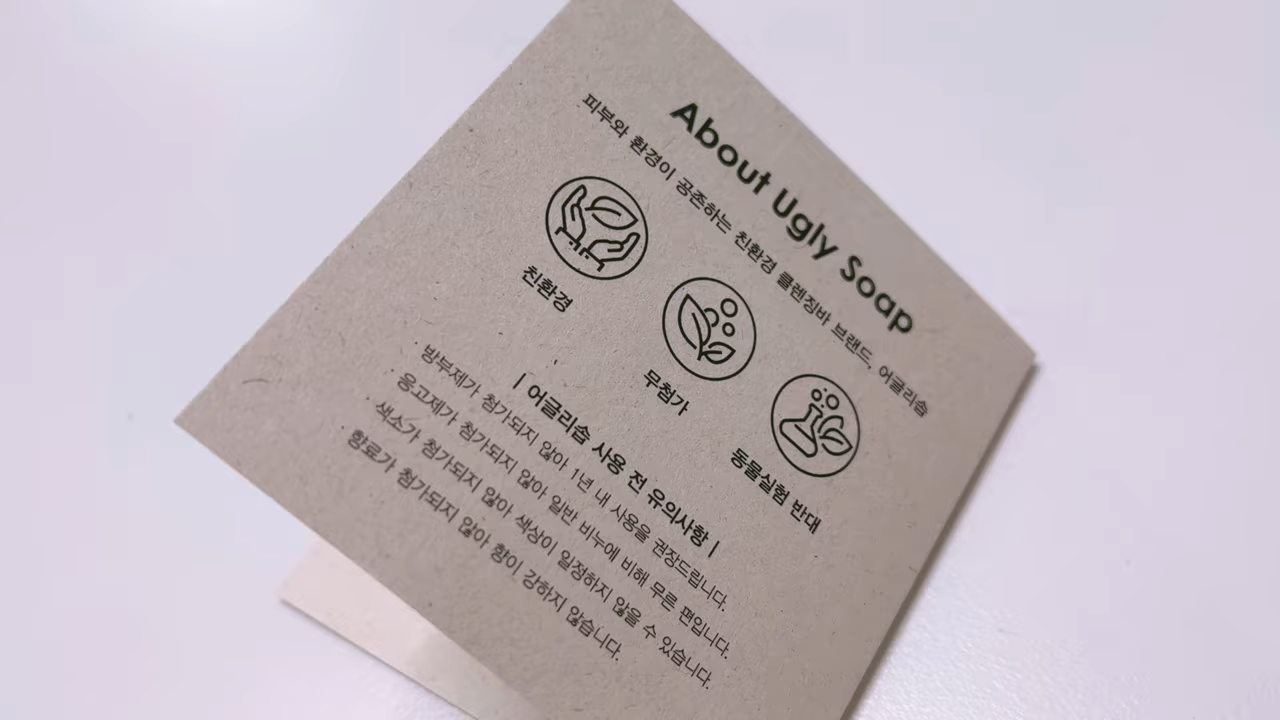 About Ugly Soap
피부와 환경이 공존하는 친환경 클렌징바 브랜드, 어글리솝
친환경
무첨가
동물실험 반대
| 어글리솝 사용 전 유의사항 |
방부제가 첨가되지 않아 1년 내 사용을 권장드립니다.
응고제가 첨가되지 않아 일반 비누에 비해 무른 편입니다.
색소가 첨가되지 않아 색상이 일정하지 않을 수 있습니다.
향료가 첨가되지 않아 향이 강하지 않습니다.